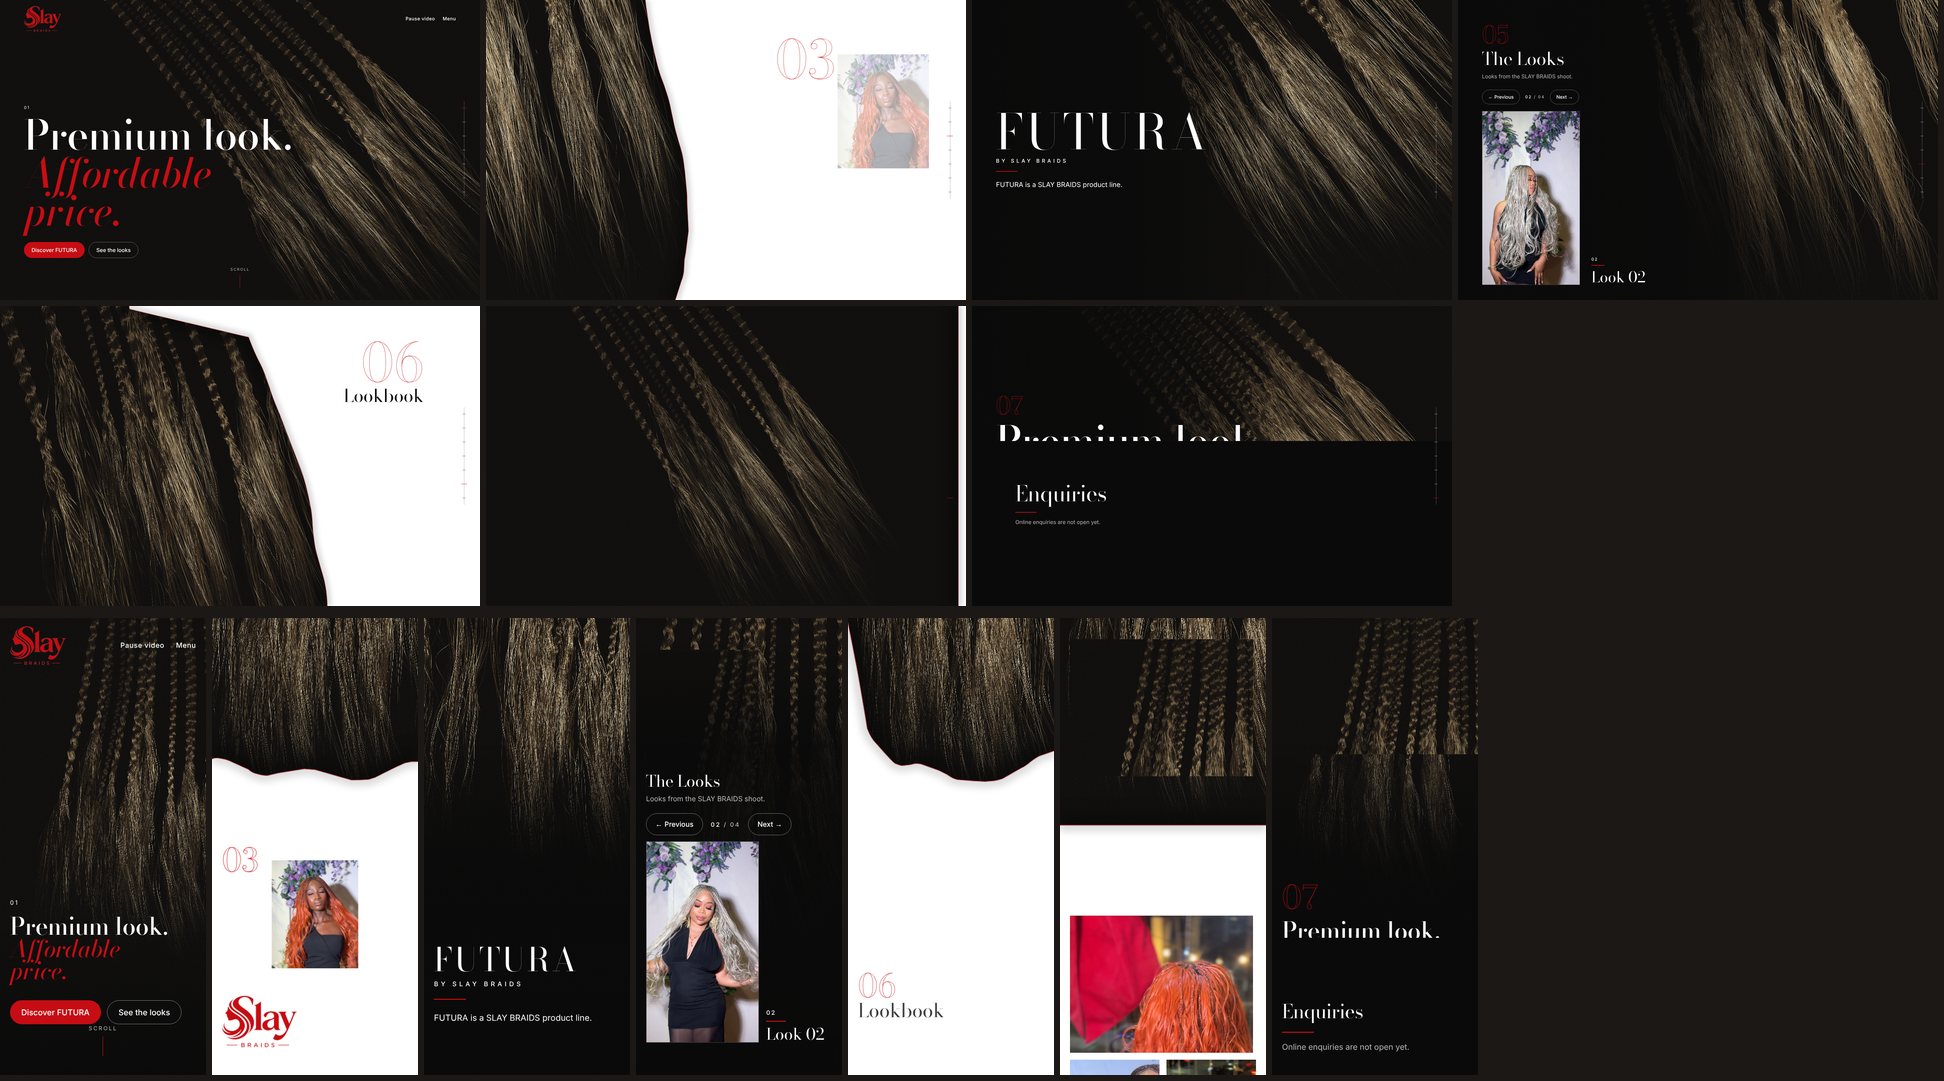 Slay
BRAIDS
Pause video
Menu
01
Premium look.
Affordable
price.
Discover FUTURA
See the looks
SCROLL
03
FUTURA
BY SLAY BRAIDS
FUTURA is a SLAY BRAIDS product line.
05
The Looks
Looks from the SLAY BRAIDS shoot.
← Previous
02 / 04
Next →
02
Look 02
06
Lookbook
07
Premium look.
Enquiries
Online enquiries are not open yet.
Slay
BRAIDS
Pause video
Menu
01
Premium look.
Affordable
price.
Discover FUTURA
See the looks
SCROLL
03
Slay
BRAIDS
FUTURA
BY SLAY BRAIDS
FUTURA is a SLAY BRAIDS product line.
The Looks
Looks from the SLAY BRAIDS shoot.
← Previous
02 / 04
Next →
02
Look 02
06
Lookbook
07
Premium look.
Enquiries
Online enquiries are not open yet.